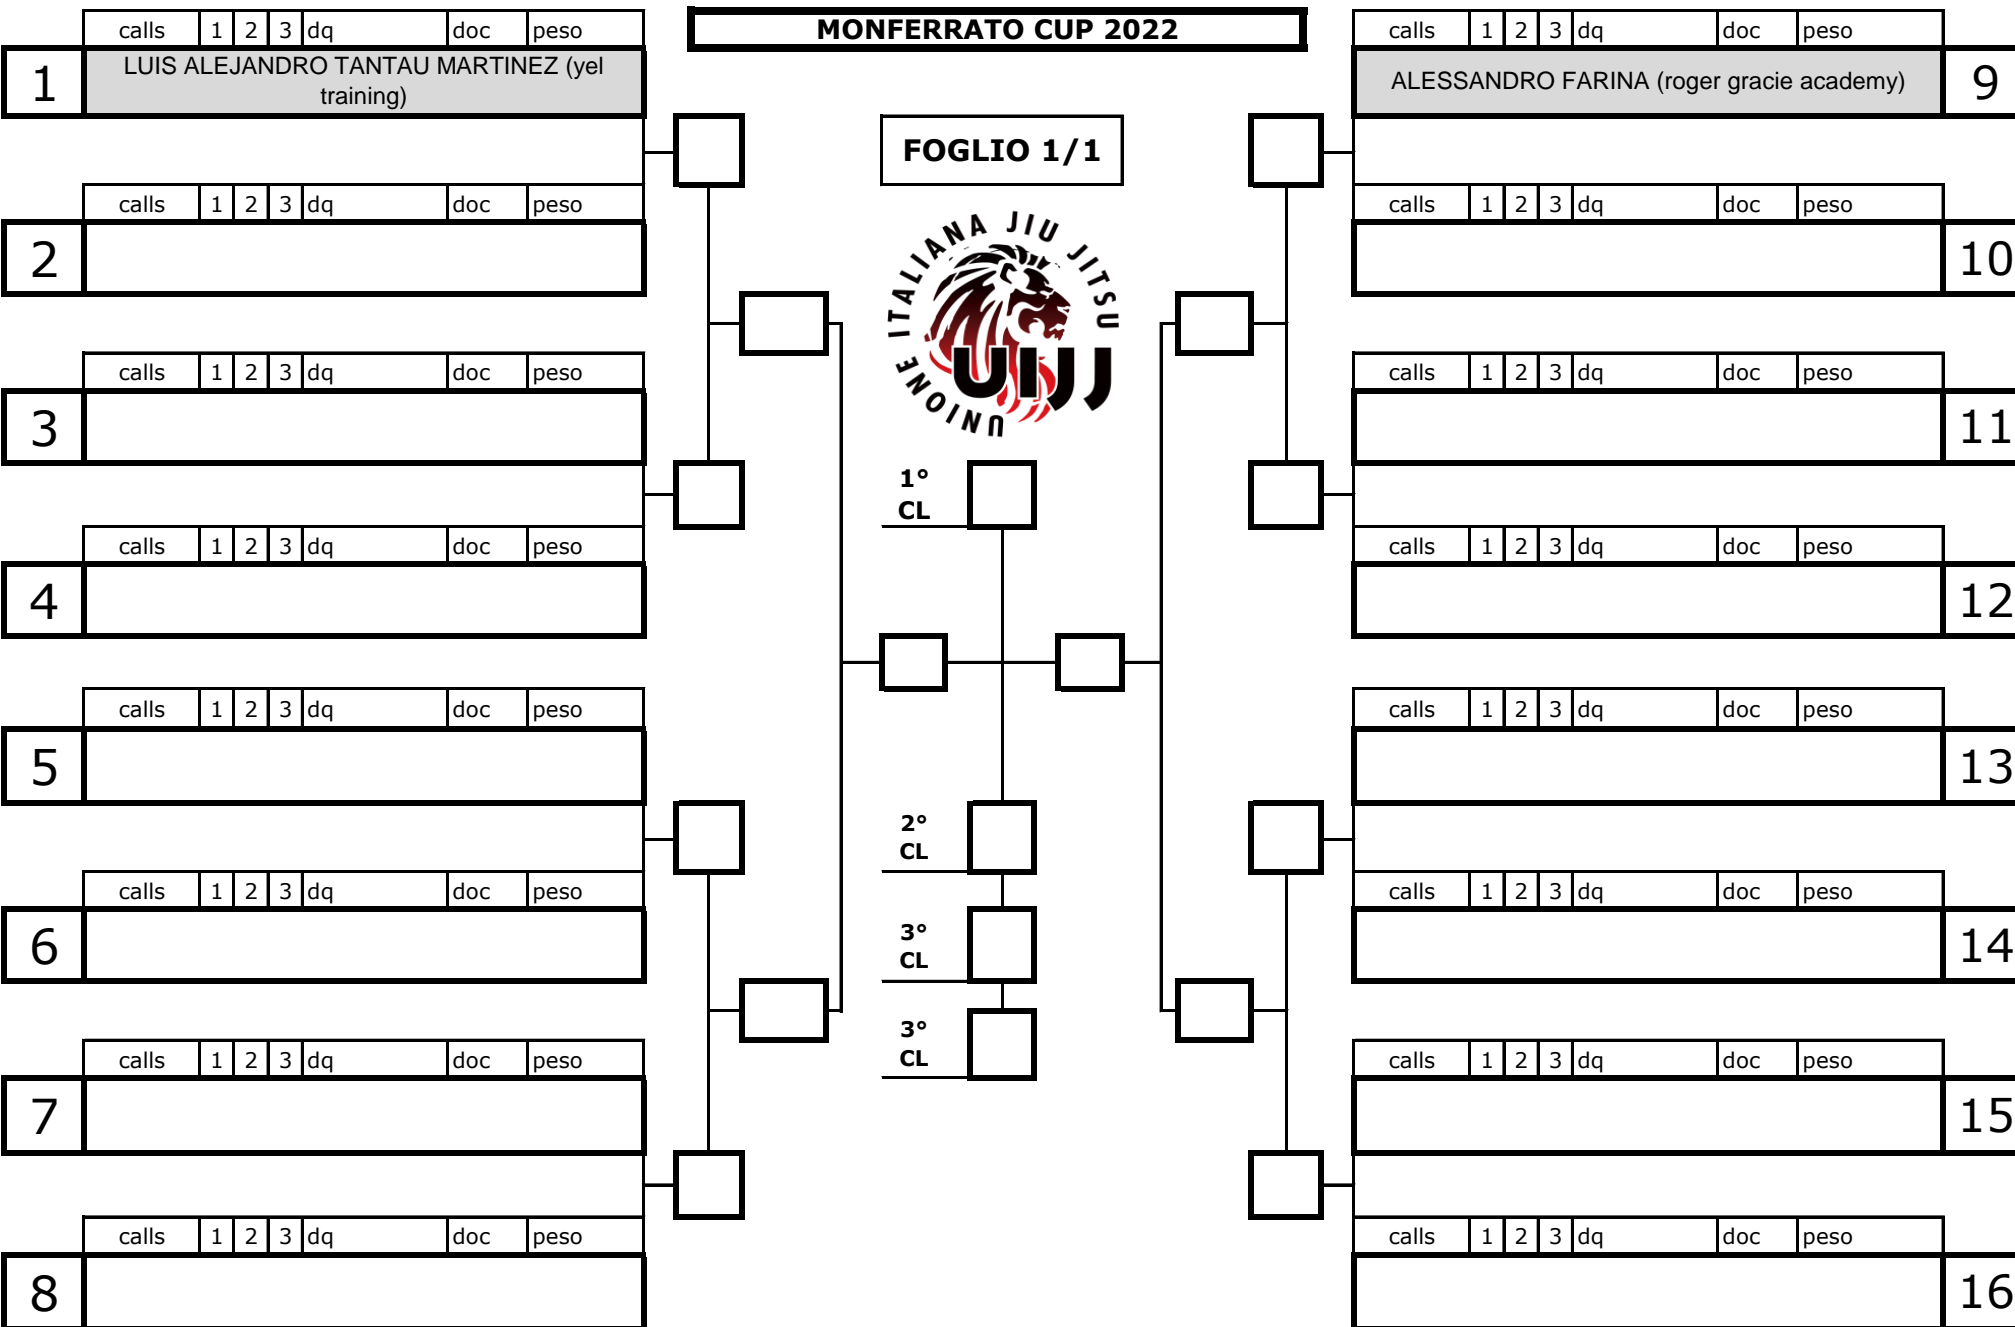 calls 1 2 3 dq doc peso
1 LUIS ALEJANDRO TANTAU MARTINEZ (yel
training)
calls 1 2 3 dq doc peso
2
calls 1 2 3 dq doc peso
3
calls 1 2 3 dq doc peso
4
calls 1 2 3 dq doc peso
5
calls 1 2 3 dq doc peso
6
calls 1 2 3 dq doc peso
7
calls 1 2 3 dq doc peso
8
MONFERRATO CUP 2022
FOGLIO 1/1
UNIONE ITALIANA JIU JITSU
UIJJ
1°
CL
2°
CL
3°
CL
3°
CL
calls 1 2 3 dq doc peso
ALESSANDRO FARINA (roger gracie academy) 9
calls 1 2 3 dq doc peso
10
calls 1 2 3 dq doc peso
11
calls 1 2 3 dq doc peso
12
calls 1 2 3 dq doc peso
13
calls 1 2 3 dq doc peso
14
calls 1 2 3 dq doc peso
15
calls 1 2 3 dq doc peso
16